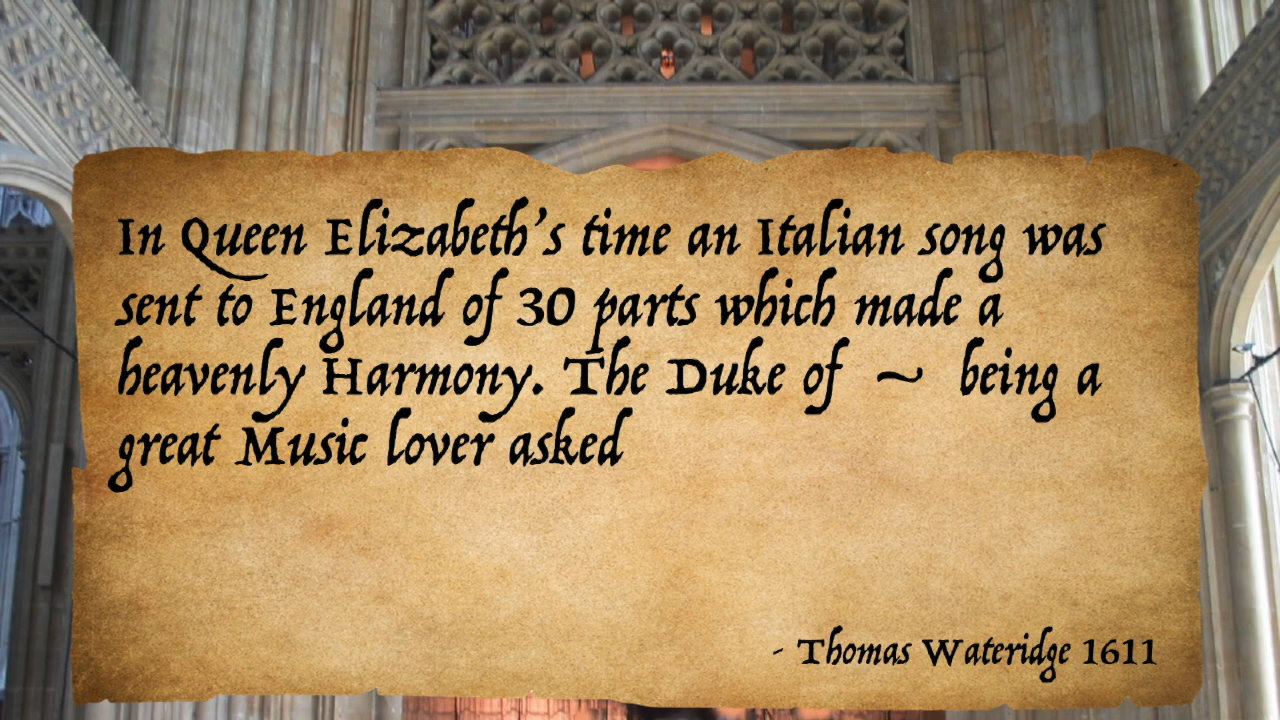 In Queen Elizabeth's time an Italian song was
sent to England of 30 parts which made a
heavenly Harmony. The Duke of ~ being a
great Music lover asked
- Thomas Wateridge 1611